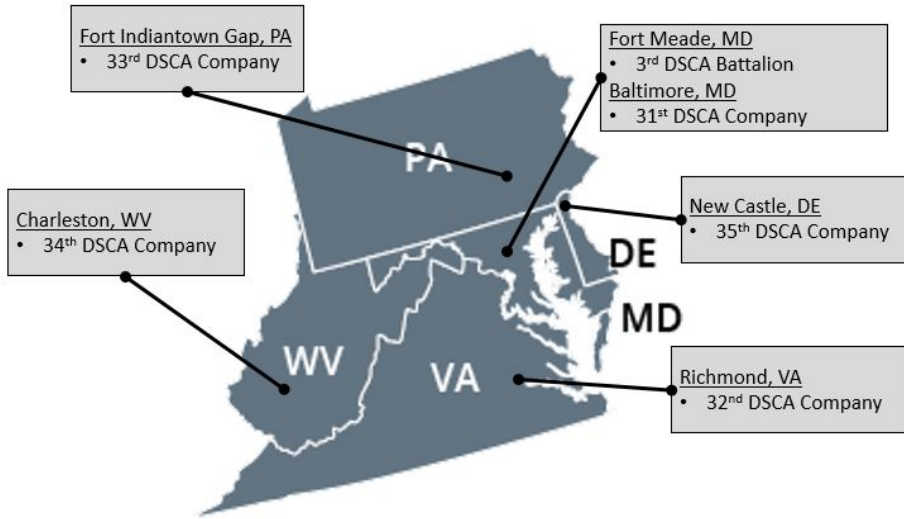 Fort Indiantown Gap, PA
• 33rd DSCA Company
Fort Meade, MD
• 3rd DSCA Battalion
Baltimore, MD
• 31st DSCA Company
PA
Charleston, WV
• 34th DSCA Company
New Castle, DE
• 35th DSCA Company
DE
MD
WV
VA
Richmond, VA
• 32nd DSCA Company